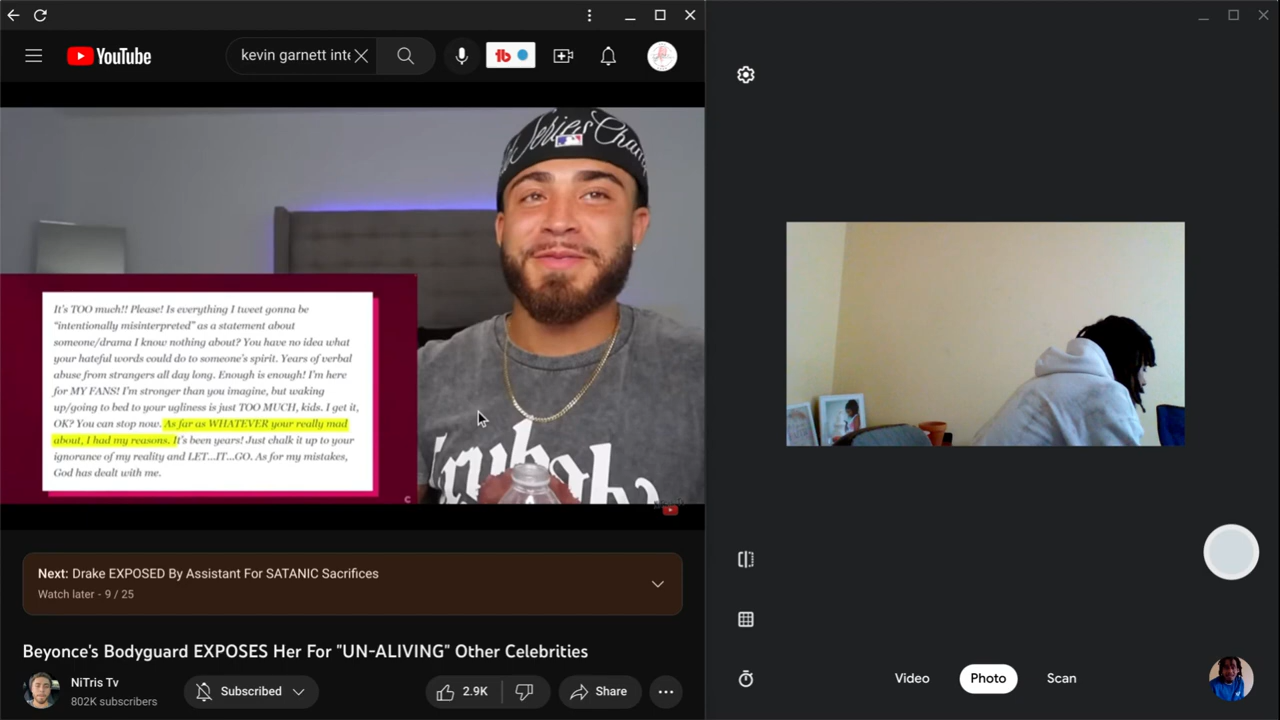 YouTube
kevin garnett inte
tb
Series Champ
It's TOO much!! Please! Is everything I tweet gonna be
"intentionally misinterpreted" as a statement about
someone/drama I know nothing about? You have no idea what
your hateful words could do to someone's spirit. Years of verbal
abuse from strangers all day long. Enough is enough! I'm here
for MY FANS! I'm stronger than you imagine, but waking
up/going to bed to your ugliness is just TOO MUCH, kids. I get it,
OK? You can stop now. As far as WHATEVER your really mad
about, I had my reasons. It's been years! Just chalk it up to your
ignorance of my reality and LET...IT...GO. As for my mistakes,
God has dealt with me.
C
Next: Drake EXPOSED By Assistant For SATANIC Sacrifices
Watch later - 9 / 25
Beyonce's Bodyguard EXPOSES Her For "UN-ALIVING" Other Celebrities
NiTris Tv
802K subscribers
Subscribed
2.9K
Share
Video
Photo
Scan